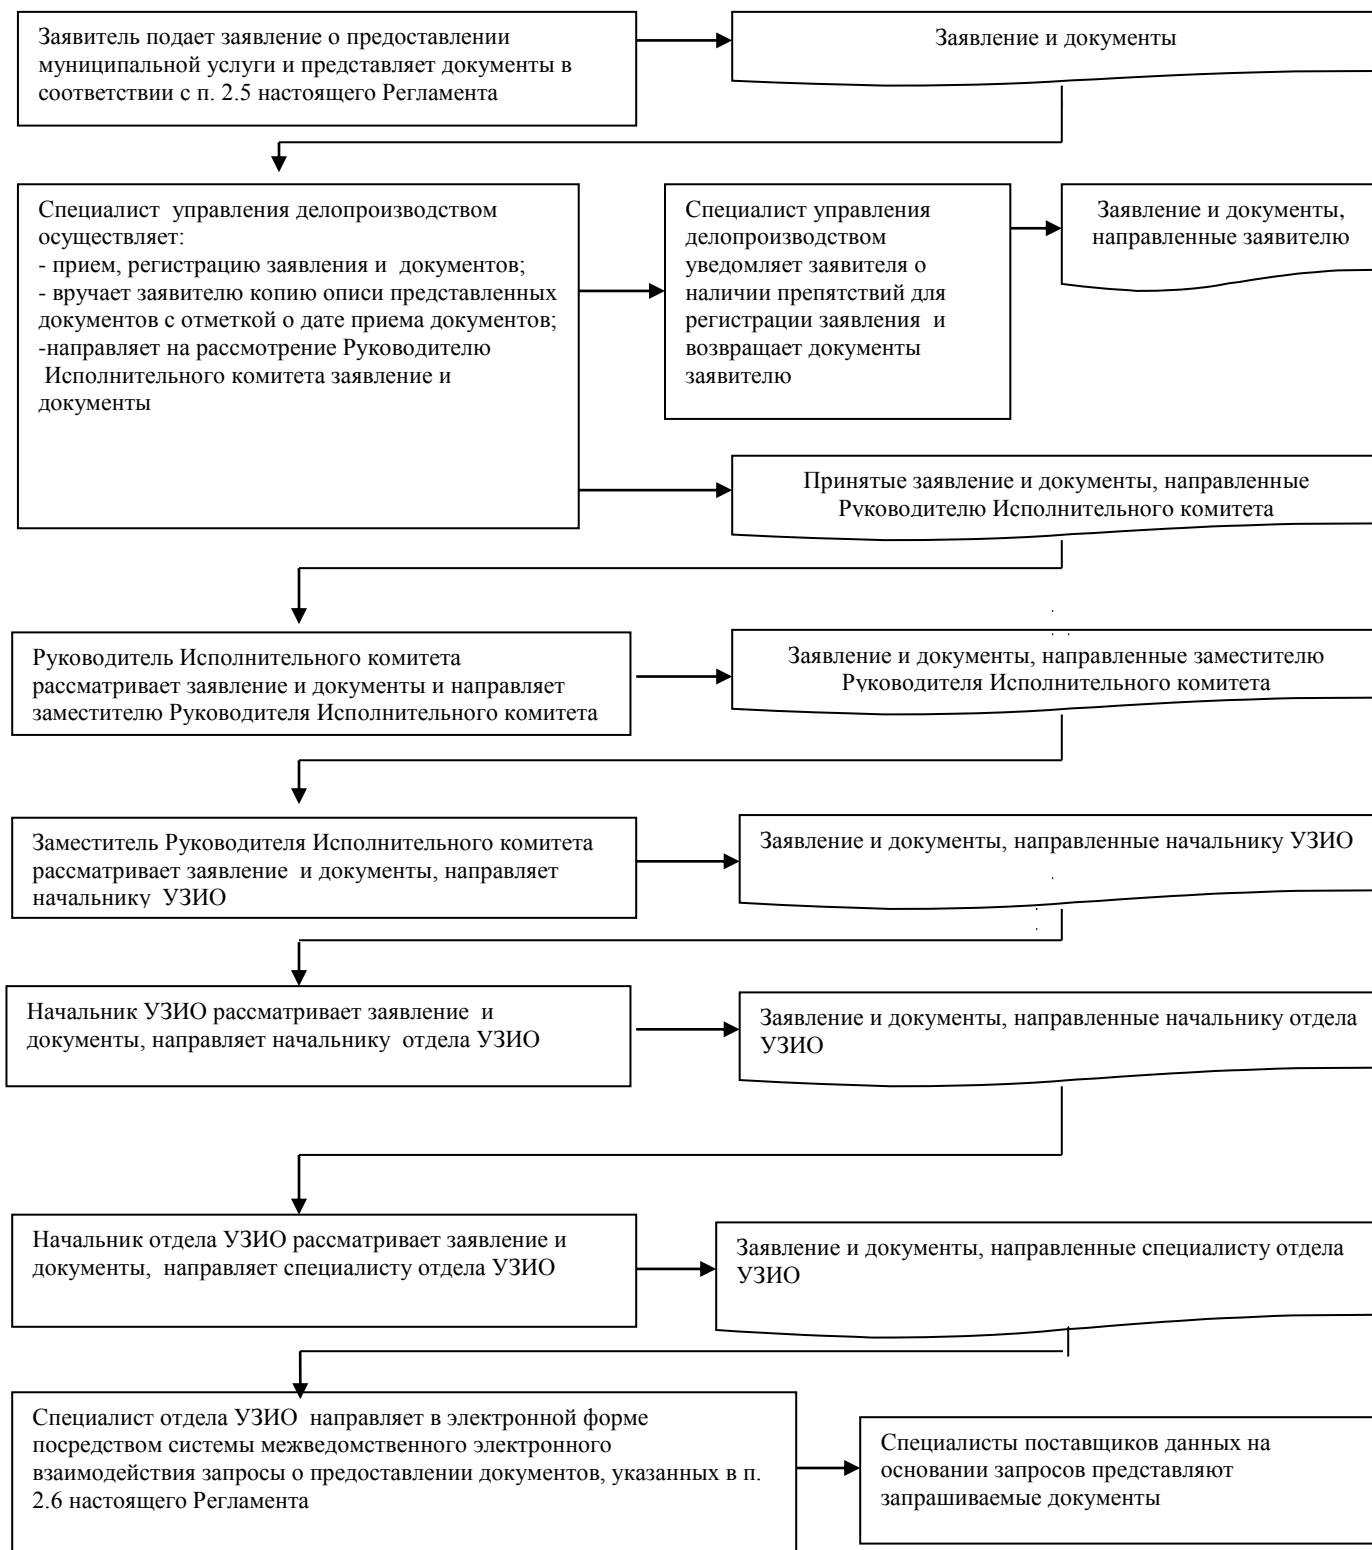 Заявитель подает заявление о предоставлении
муниципальной услуги и представляет документы в
соответствии с п. 2.5 настоящего Регламента
Заявление и документы
Специалист  управления делопроизводством
осуществляет:
- прием, регистрацию заявления и  документов;
- вручает заявителю копию описи представленных
документов с отметкой о дате приема документов;
-направляет на рассмотрение Руководителю
Исполнительного комитета заявление и
документы
Специалист управления
делопроизводством
уведомляет заявителя о
наличии препятствий для
регистрации заявления  и
возвращает документы
заявителю
Заявление и документы,
направленные заявителю
Принятые заявление и документы, направленные
Руководителю Исполнительного комитета
Руководитель Исполнительного комитета
рассматривает заявление и документы и направляет
заместителю Руководителя Исполнительного комитета
Заявление и документы, направленные заместителю
Руководителя Исполнительного комитета
Заместитель Руководителя Исполнительного комитета
рассматривает заявление  и документы, направляет
начальнику  УЗИО
Заявление и документы, направленные начальнику УЗИО
Начальник УЗИО рассматривает заявление  и
документы, направляет начальнику  отдела УЗИО
Заявление и документы, направленные начальнику отдела
УЗИО
Начальник отдела УЗИО рассматривает заявление и
документы,  направляет специалисту отдела УЗИО
Заявление и документы, направленные специалисту отдела
УЗИО
Специалист отдела УЗИО  направляет в электронной форме
посредством системы межведомственного электронного
взаимодействия запросы о предоставлении документов, указанных в п.
2.6 настоящего Регламента
Специалисты поставщиков данных на
основании запросов представляют
запрашиваемые документы